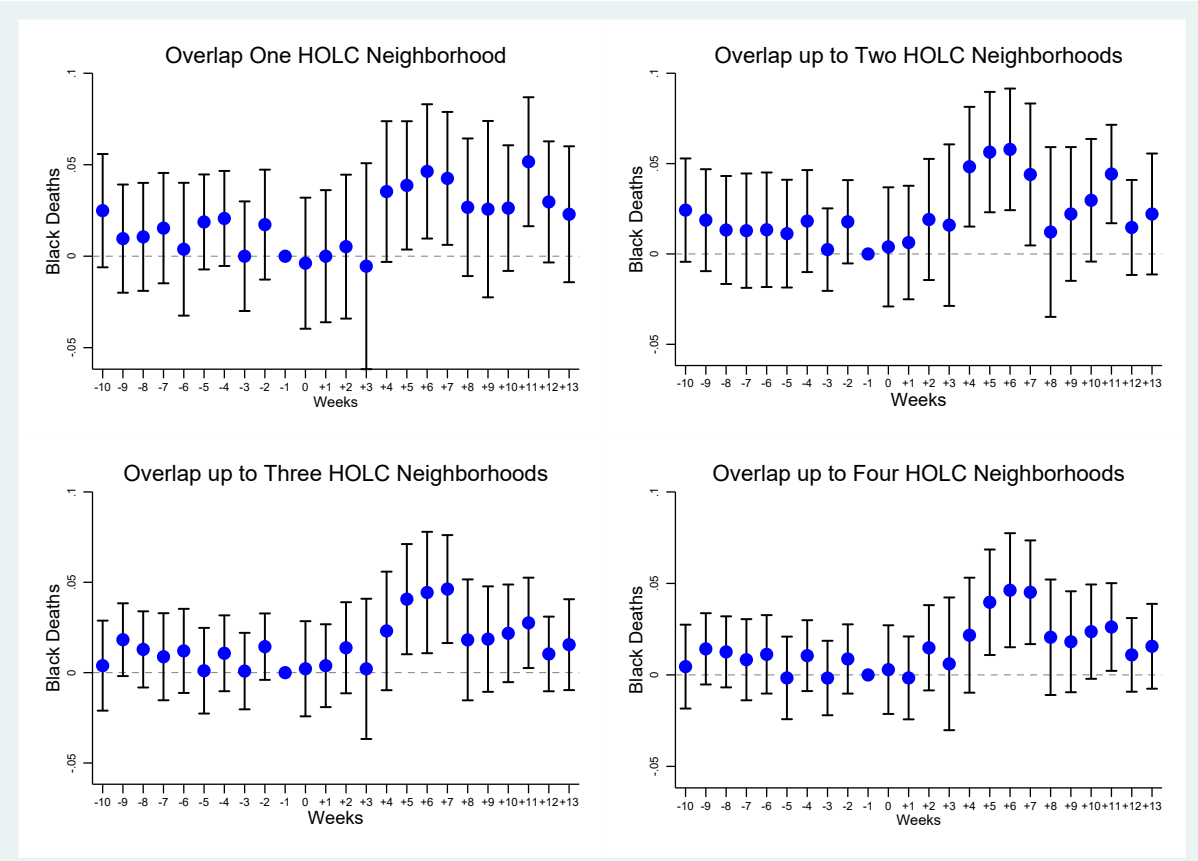 Overlap One HOLC Neighborhood
.1
.05
0
-.05
Black Deaths
-10 -9 -8 -7 -6 -5 -4 -3 -2 -1 0 +1 +2 +3 +4 +5 +6 +7 +8 +9 +10 +11 +12 +13
Weeks
Overlap up to Two HOLC Neighborhoods
.1
.05
0
-.05
Black Deaths
-10 -9 -8 -7 -6 -5 -4 -3 -2 -1 0 +1 +2 +3 +4 +5 +6 +7 +8 +9 +10 +11 +12 +13
Weeks
Overlap up to Three HOLC Neighborhoods
.1
.05
0
-.05
Black Deaths
-10 -9 -8 -7 -6 -5 -4 -3 -2 -1 0 +1 +2 +3 +4 +5 +6 +7 +8 +9 +10 +11 +12 +13
Weeks
Overlap up to Four HOLC Neighborhoods
.1
.05
0
-.05
Black Deaths
-10 -9 -8 -7 -6 -5 -4 -3 -2 -1 0 +1 +2 +3 +4 +5 +6 +7 +8 +9 +10 +11 +12 +13
Weeks